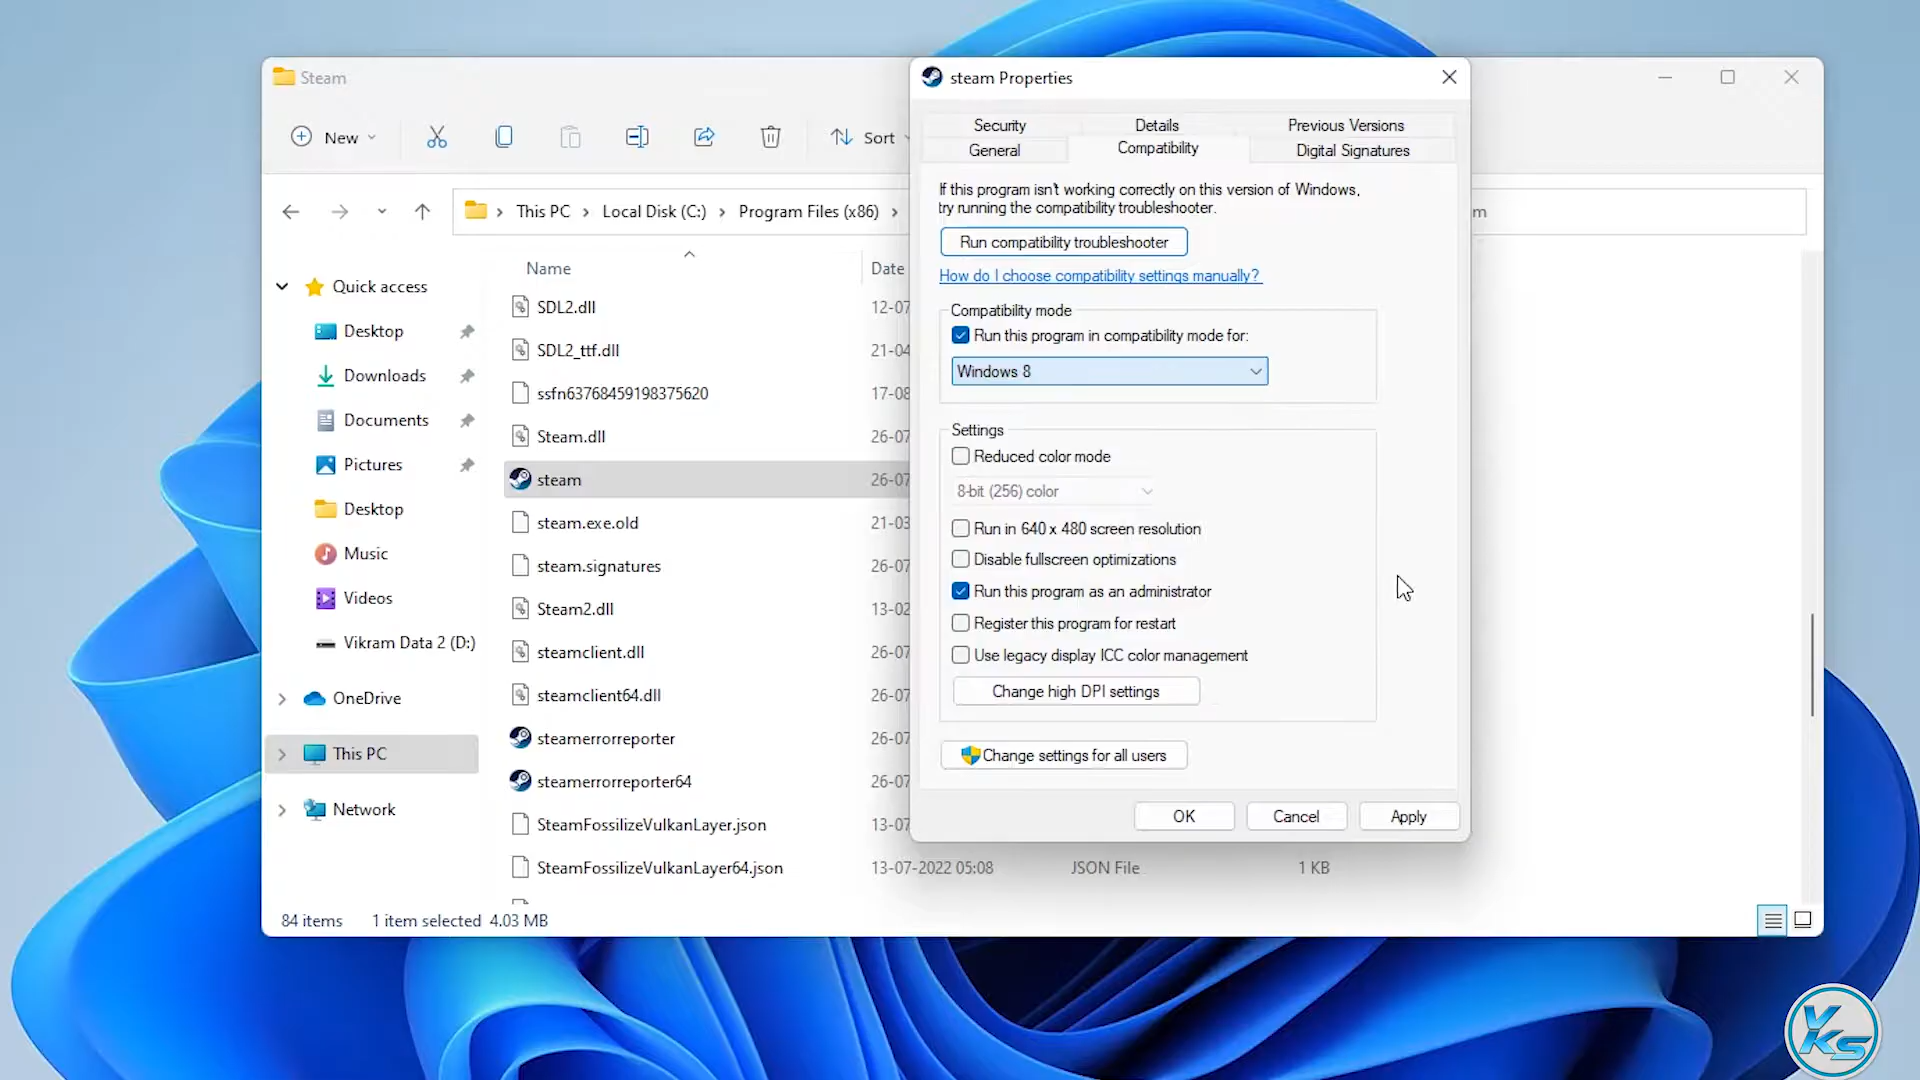 Steam
New
Sort
This PC
Local Disk (C:)
Program Files (x86)
m
Quick access
Desktop
Downloads
Documents
Pictures
Desktop
Music
Videos
Vikram Data 2 (D:)
OneDrive
This PC
Network
Name
Date
SDL2.dll
12-07
SDL2_ttf.dll
21-04
ssfn63768459198375620
17-08
Steam.dll
26-07
steam
26-07
steam.exe.old
21-03
steam.signatures
26-07
Steam2.dll
13-02
steamclient.dll
26-07
steamclient64.dll
26-07
steamerrorreporter
26-07
steamerrorreporter64
26-07
SteamFossilizeVulkanLayer.json
13-07
SteamFossilizeVulkanLayer64.json
13-07-2022 05:08
JSON File
1 KB
84 items
1 item selected 4.03 MB
steam Properties
Security
Details
Previous Versions
General
Compatibility
Digital Signatures
If this program isn't working correctly on this version of Windows,
try running the compatibility troubleshooter.
Run compatibility troubleshooter
How do I choose compatibility settings manually?
Compatibility mode
Run this program in compatibility mode for:
Windows 8
Settings
Reduced color mode
8-bit (256) color
Run in 640 x 480 screen resolution
Disable fullscreen optimizations
Run this program as an administrator
Register this program for restart
Use legacy display ICC color management
Change high DPI settings
Change settings for all users
OK
Cancel
Apply
VKS